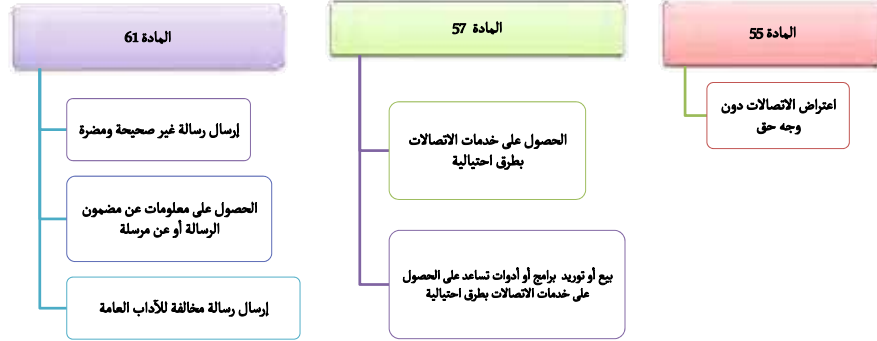 المادة 55
اعتراض الاتصالات دون
وجه حق
المادة 57
الحصول على خدمات الاتصالات
بطرق احتيالية
بيع أو توريد برامج أو أدوات تساعد على الحصول
على خدمات الاتصالات بطرق احتيالية
المادة 61
إرسال رسالة غير صحيحة ومضرة
الحصول على معلومات عن مضمون
الرسالة أو عن مرسلة
إرسال رسالة مخالفة للآداب العامة